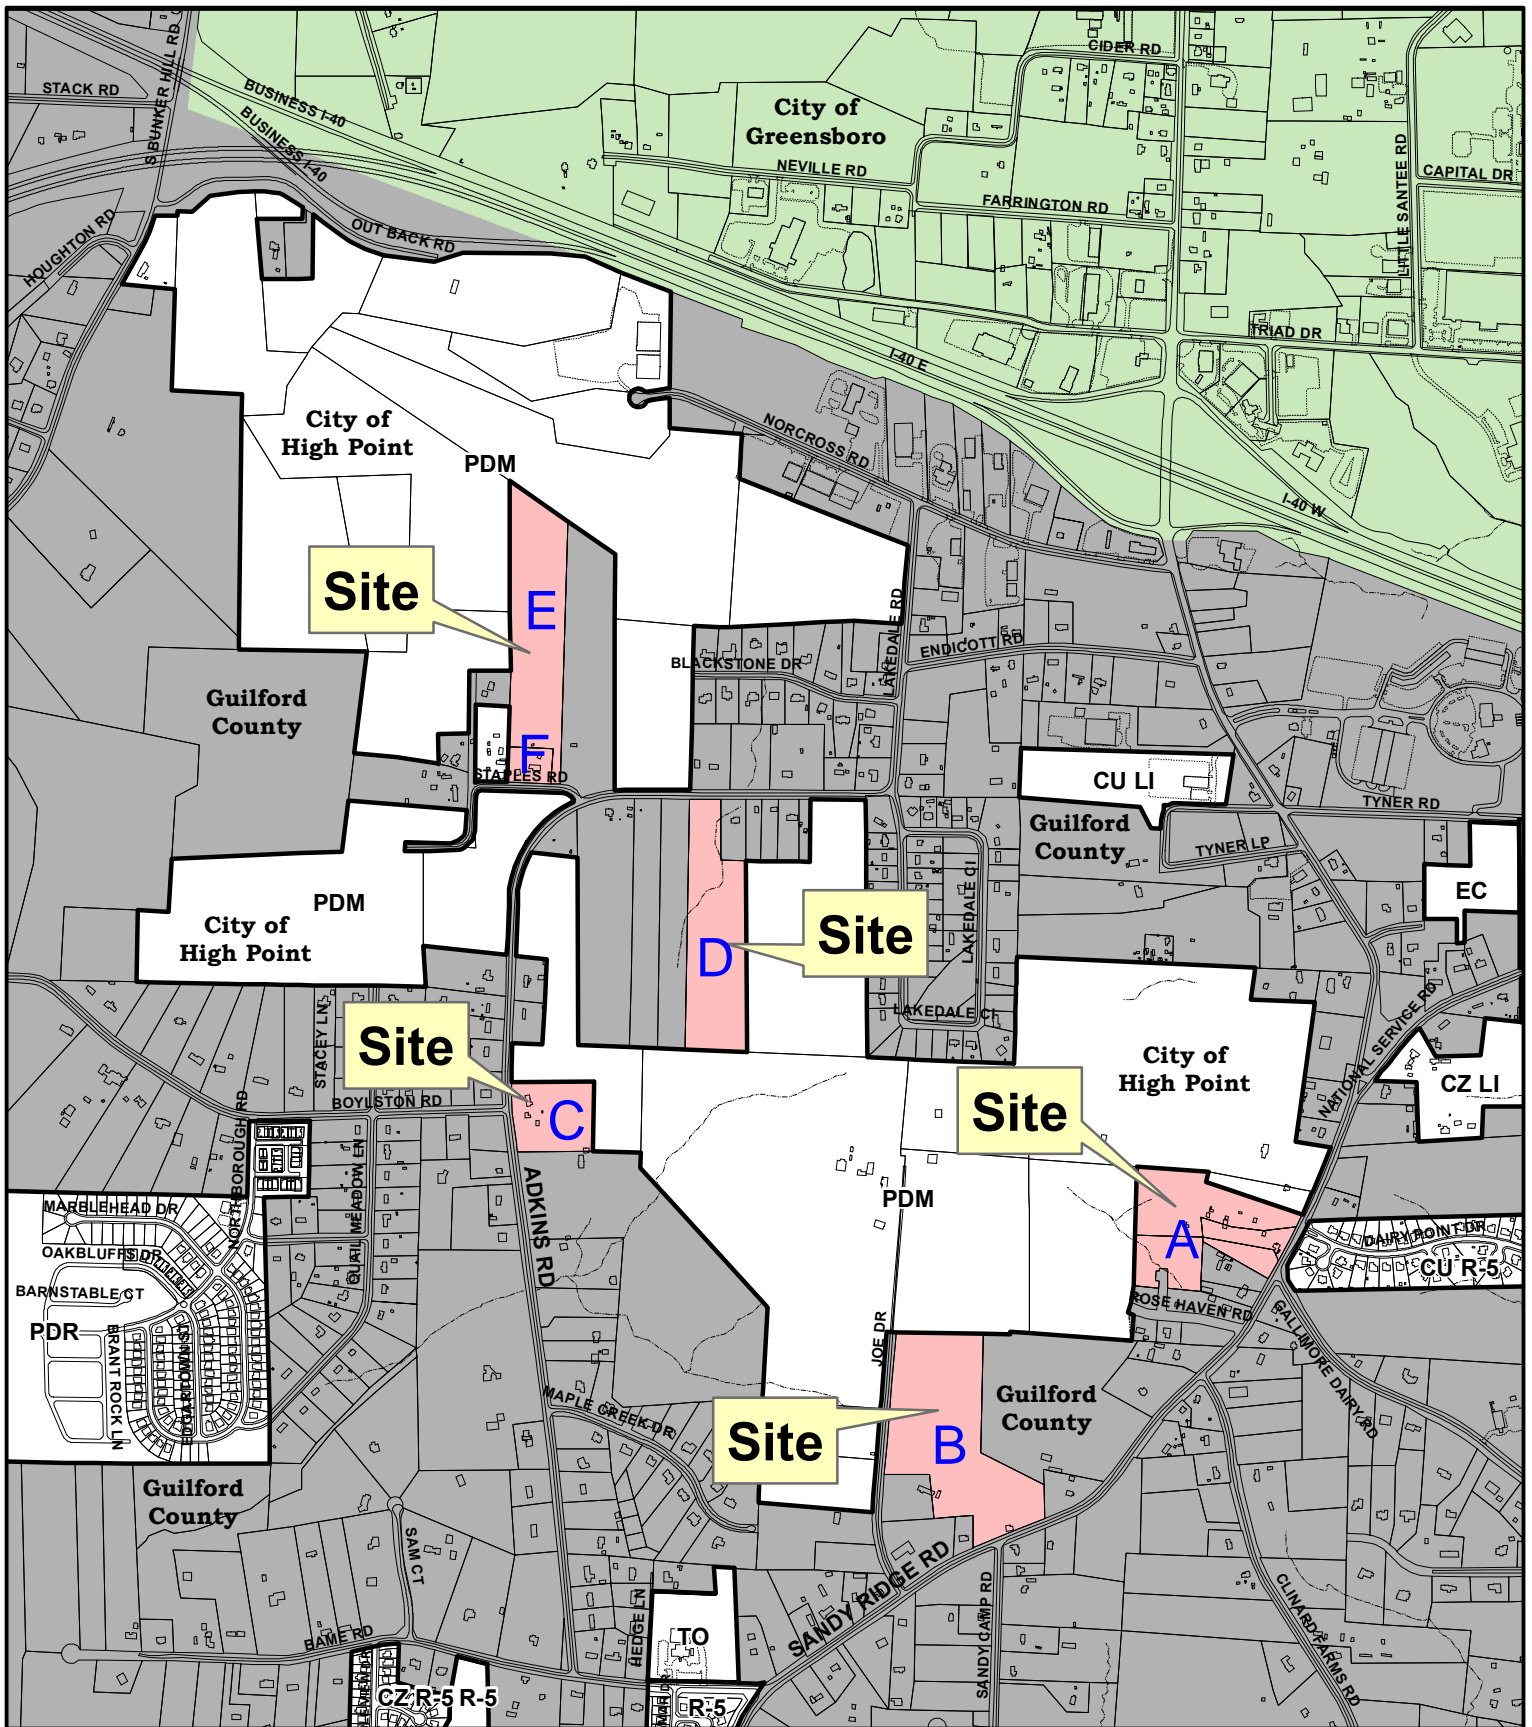 CIDER RD
STACK RD
S BUNKER HILL RD
BUSINESS I-40
BUSINESS I-40
City of
Greensboro
NEVILLE RD
LITTLE SANTEE RD
CAPITAL DR
FARRINGTON RD
HOUGHTON RD
OUT BACK RD
TRIAD DR
I-40 E
City of
High Point
PDM
NORCROSS RD
I-40 W
Site
E
LAKEDALE RD
ENDICOTT RD
BLACKSTONE DR
Guilford
County
F
STAPLES RD
CU LI
TYNER RD
Guilford
County
TYNER LP
EC
PDM
City of
High Point
Site
D
LAKEDALE CI
LAKEDALE CI
NATIONAL SERVICE RD
Site
STACEY LN
City of
High Point
CZ LI
BOYLSTON RD
C
Site
NORTHBOROUGH RD
QUAIL MEADOW LN
ADKINS RD
PDM
MARBLEHEAD DR
OAKBLUFFS DR
A
DAIRY POINT DR
CU R-5
BARNSTABLE CT
ROSE HAVEN RD
PDR
BRANT ROCK LN
EDGARTOWN ST
JOE DR
GALLIMORE DAIRY RD
MAPLE CREEK DR
Guilford
County
Site
B
Guilford
County
SAM CT
SANDY RIDGE RD
SANDY CAMP RD
CLINARD FARMS RD
HEDGE LN
BAME RD
TO
CZ R-5
R-5
R-5